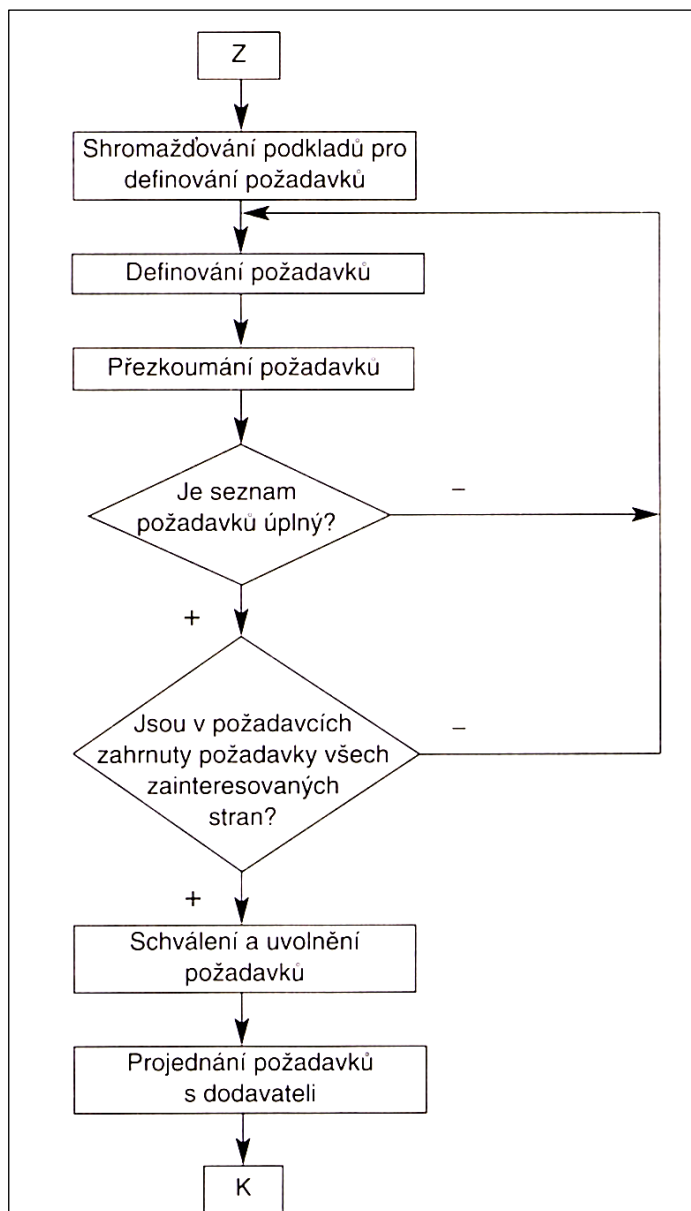 Z
Shromažďování podkladů pro
definování požadavků
Definování požadavků
Přezkoumání požadavků
Je seznam
požadavků úplný?
–
+
Jsou v požadavcích
zahrnuty požadavky všech
zainteresovaných
stran?
–
+
Schválení a uvolnění
požadavků
Projednání požadavků
s dodavateli
K